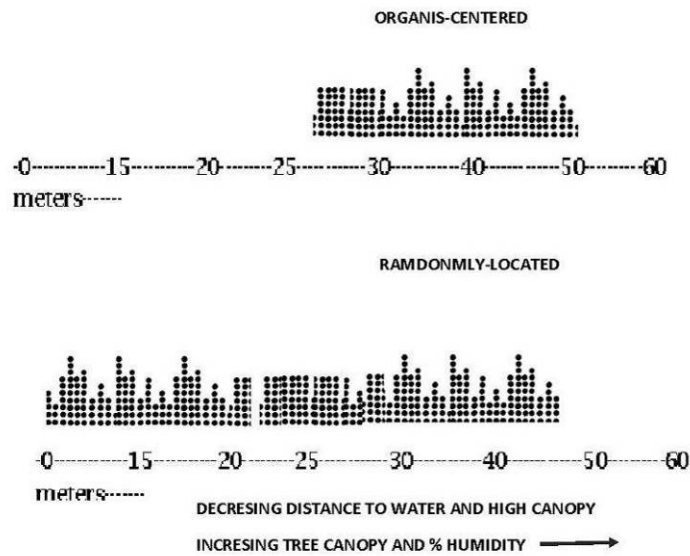 ORGANIS-CENTERED
-0-----------15----------20--------25----------30----------40-----------50---------60
meters-------
RAMDONMLY-LOCATED
-0-----------15----------20--------25----------30----------40-----------50---------60
meters-------
DECRESING DISTANCE TO WATER AND HIGH CANOPY
INCRESING TREE CANOPY AND % HUMIDITY